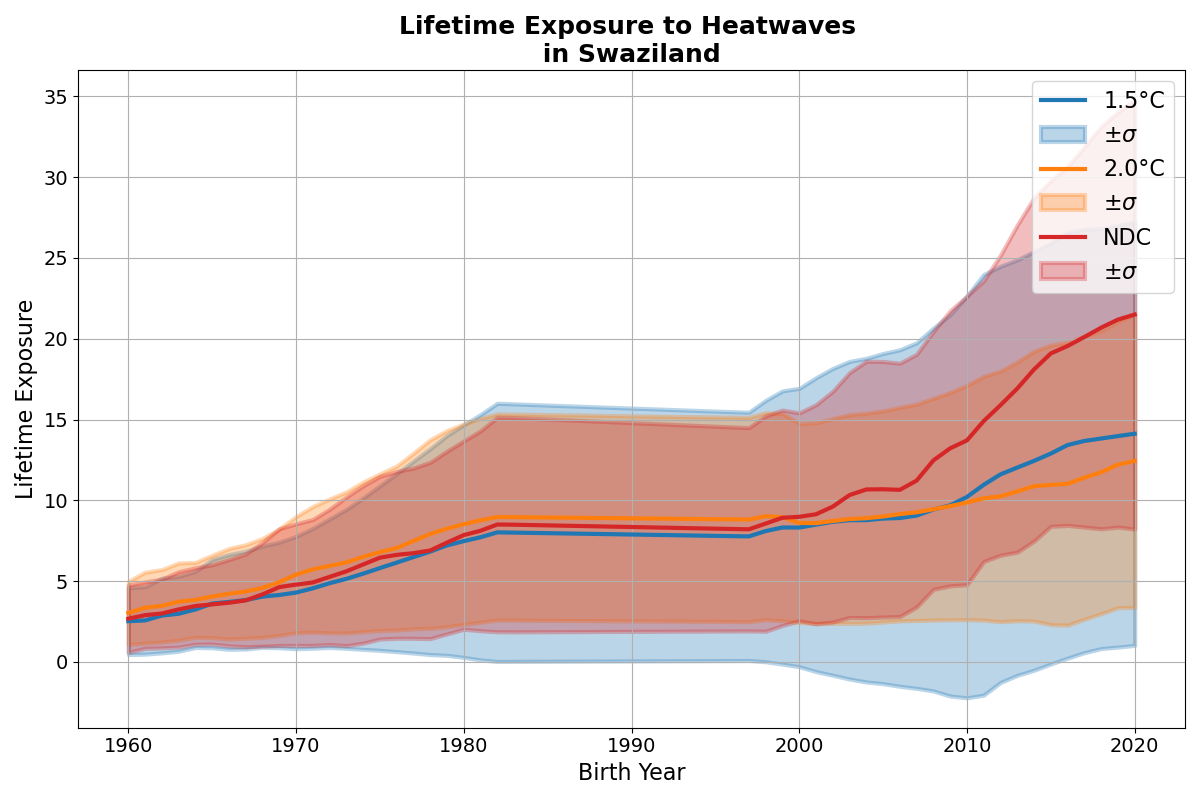 Lifetime Exposure to Heatwaves
in Swaziland
1.5°C
±σ
2.0°C
±σ
NDC
±σ
35
30
25
20
15
10
5
0
Lifetime Exposure
1960
1970
1980
1990
2000
2010
2020
Birth Year